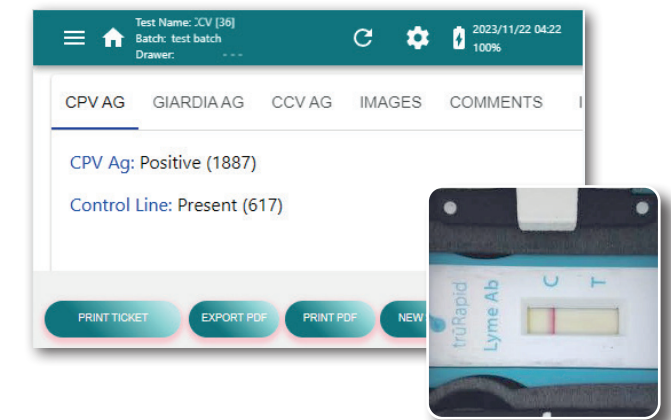 Test Name: :CV [36]
Batch: test batch
Drawer: - - -
2023/11/22 04:22
100%
CPV AG GIARDIA AG CCV AG IMAGES COMMENTS
CPV Ag: Positive (1887)
Control Line: Present (617)
PRINT TICKET EXPORT PDF PRINT PDF NEW
trūRapid
Lyme Ab
C T